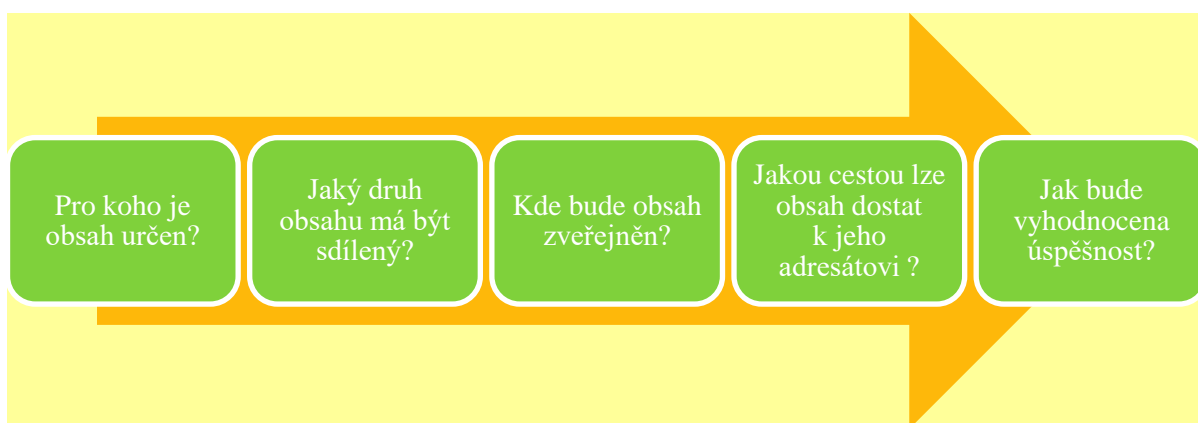 Pro koho je
obsah určen?
Jaký druh
obsahu má být
sdílený?
Kde bude obsah
zveřejněn?
Jakou cestou lze
obsah dostat
k jeho
adresátovi ?
Jak bude
vyhodnocena
úspěšnost?